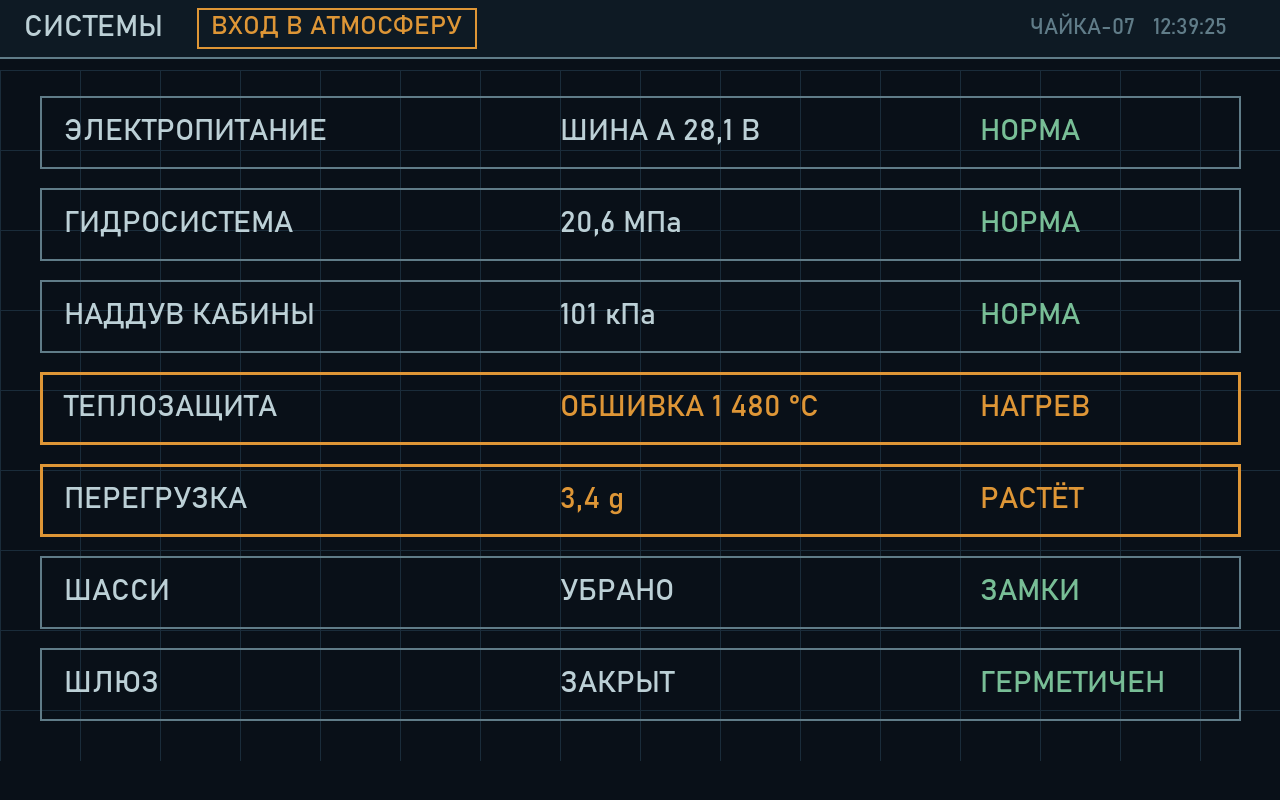 СИСТЕМЫ ВХОД В АТМОСФЕРУ ЧАЙКА-07 12:39:25
ЭЛЕКТРОПИТАНИЕ ШИНА А 28,1 В НОРМА
ГИДРОСИСТЕМА 20,6 МПа НОРМА
НАДДУВ КАБИНЫ 101 кПа НОРМА
ТЕПЛОЗАЩИТА ОБШИВКА 1 480 °C НАГРЕВ
ПЕРЕГРУЗКА 3,4 g РАСТЁТ
ШАССИ УБРАНО ЗАМКИ
ШЛЮЗ ЗАКРЫТ ГЕРМЕТИЧЕН